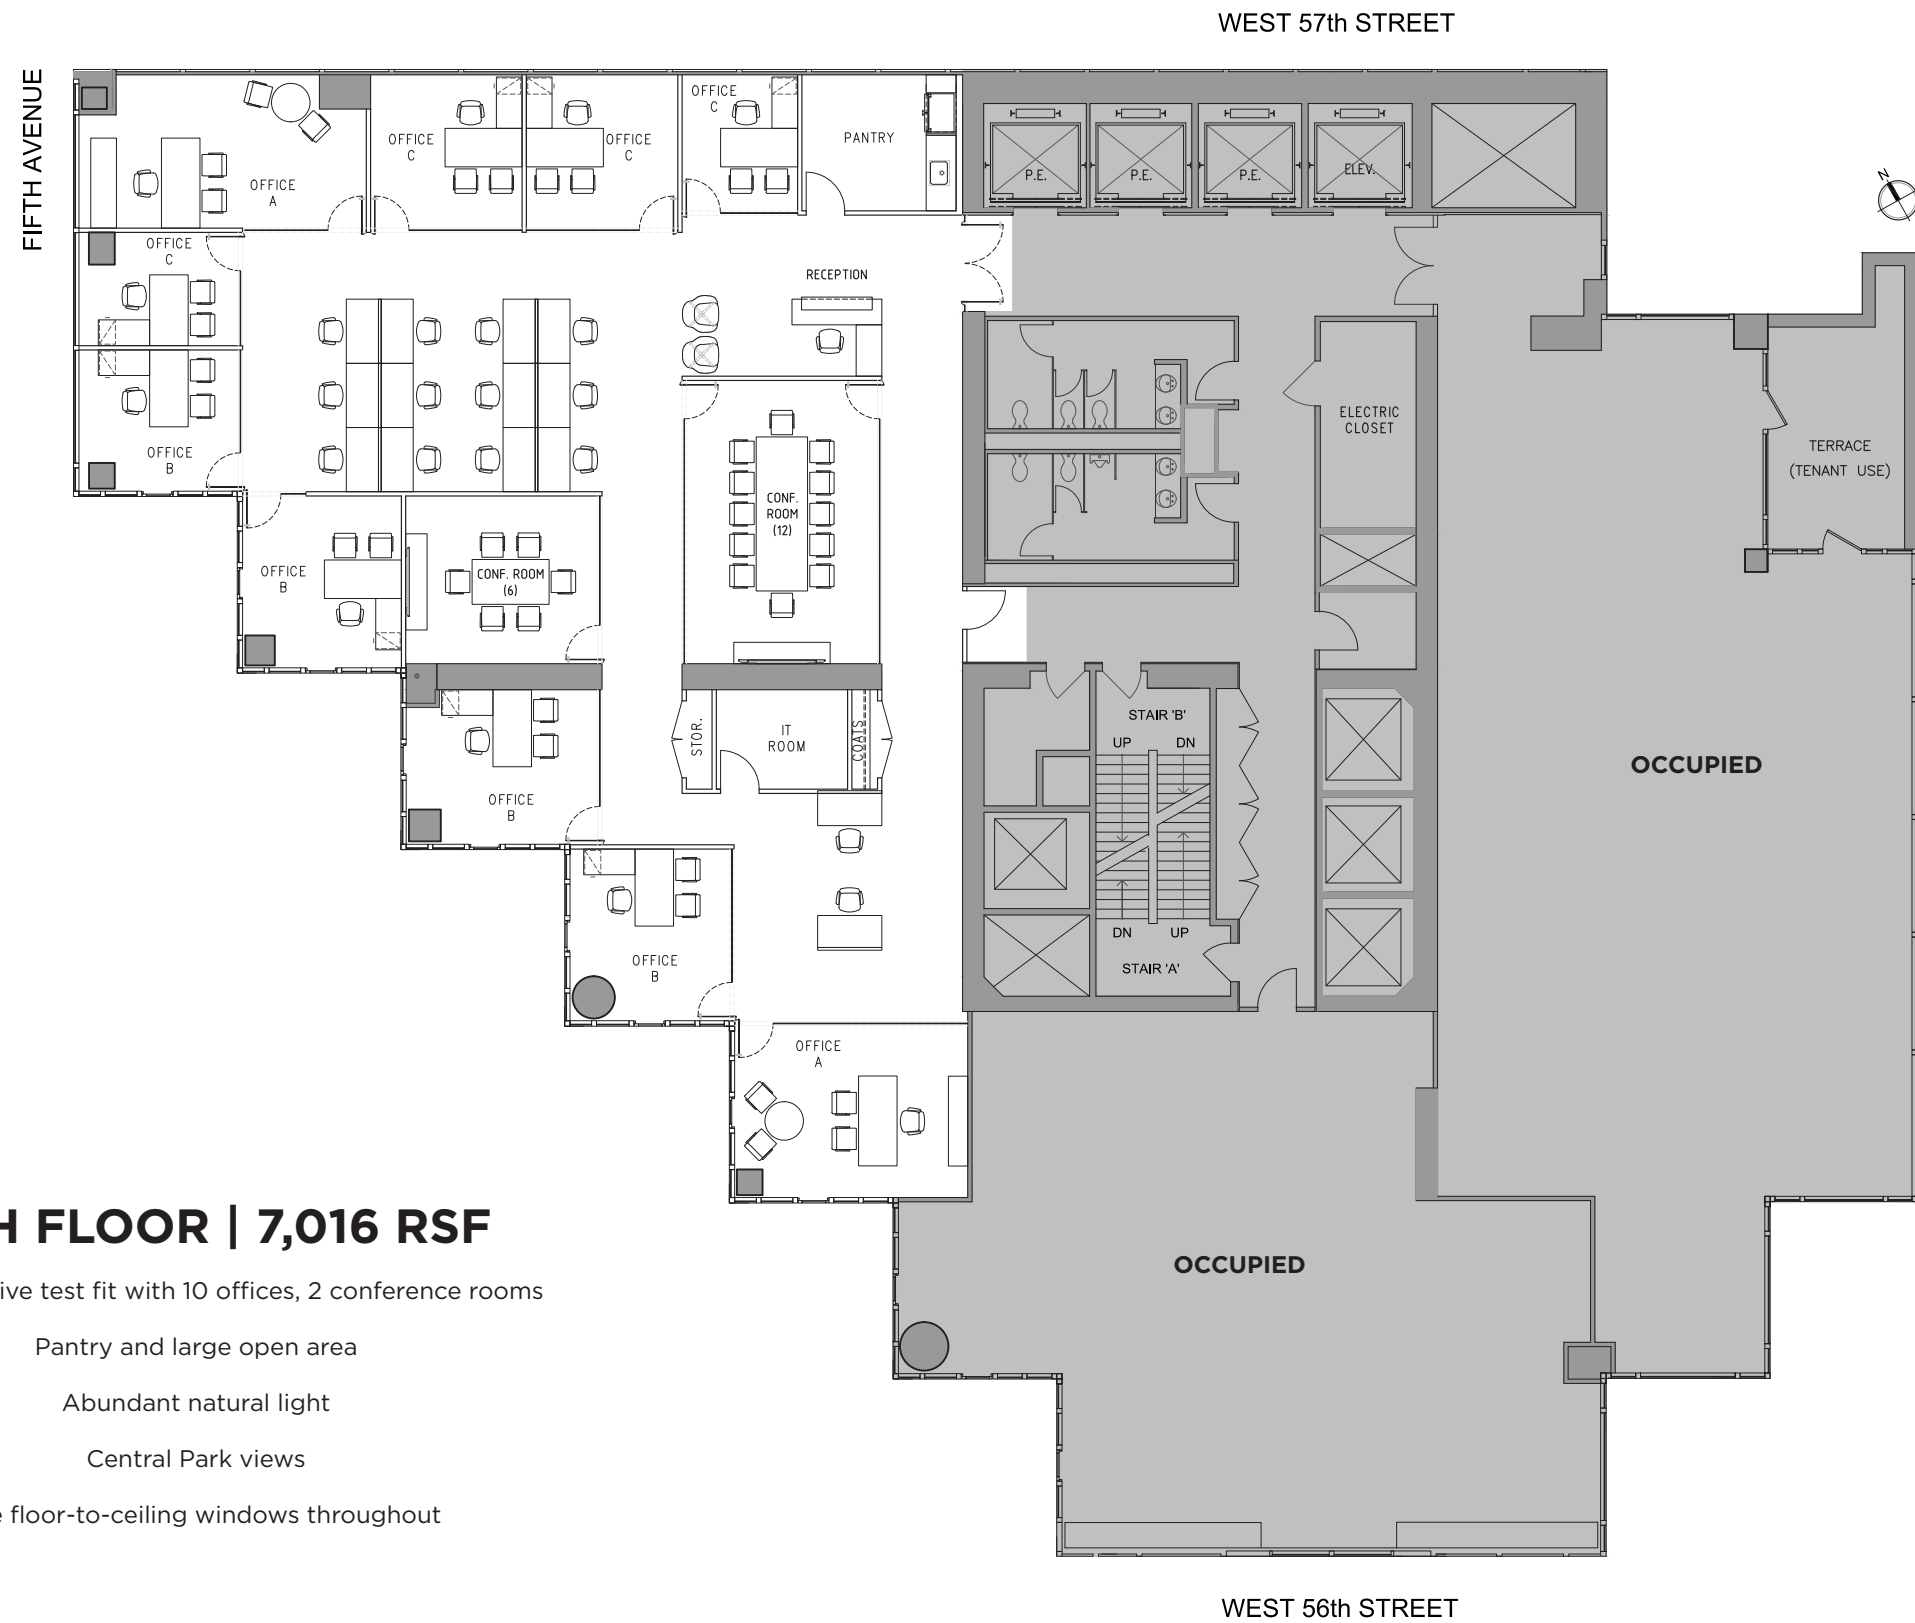 WEST 57th STREET
FIFTH AVENUE
N
OFFICE
A
OFFICE
C
OFFICE
C
OFFICE
C
PANTRY
P.E.
P.E.
P.E.
ELEV.
OFFICE
C
RECEPTION
OFFICE
B
CONF.
ROOM
(12)
ELECTRIC
CLOSET
TERRACE
(TENANT USE)
OFFICE
B
CONF. ROOM
(6)
STOR.
IT
ROOM
COATS
STAIR 'B'
UP
DN
OCCUPIED
OFFICE
B
OFFICE
B
DN
UP
STAIR 'A'
OFFICE
A
OCCUPIED
H FLOOR | 7,016 RSF
ive test fit with 10 offices, 2 conference rooms
Pantry and large open area
Abundant natural light
Central Park views
e floor-to-ceiling windows throughout
WEST 56th STREET